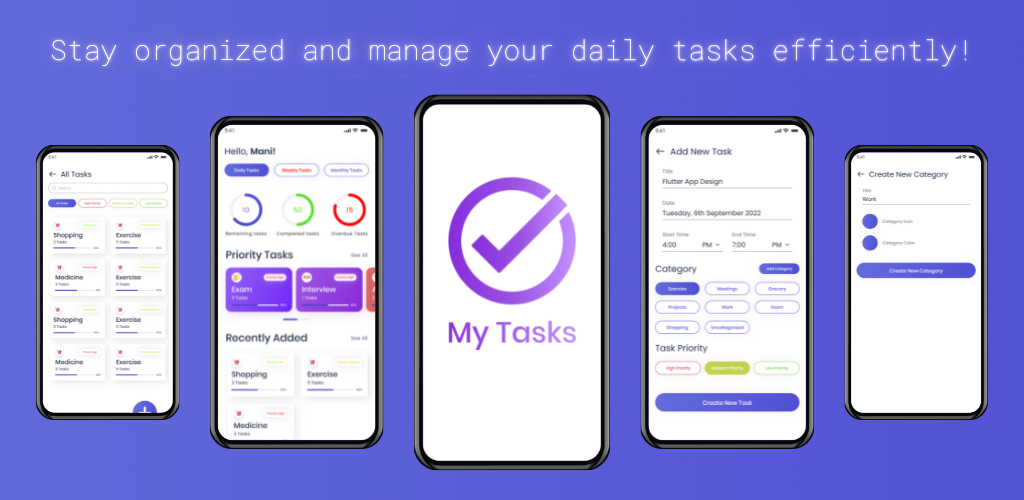 Stay organized and manage your daily tasks efficiently!
9:41
All Tasks
Search
All Tasks
High Priority
Low Priority
Shopping
3 Tasks
Exercise
5 Tasks
Medicine
3 Tasks
Exercise
5 Tasks
Shopping
3 Tasks
Exercise
5 Tasks
Medicine
3 Tasks
Exercise
5 Tasks
9:41
Hello, Mani!
Daily Tasks Weekly Tasks Monthly Tasks
10 50 15
Remaining tasks Completed tasks Overdue Tasks
Priority Tasks See All
Exam
3 Tasks
Interview
1 Tasks
Recently Added See All
Shopping
3 Tasks
Exercise
5 Tasks
Medicine
3 Tasks
My Tasks
9:41
Add New Task
Title
Flutter App Design
Date
Tuesday, 6th September 2022
Start Time End Time
4:00 PM 7:00 PM
Category Add Category
Exercise Meetings Grocery
Projects Work Exam
Shopping Uncategorized
Task Priority
High Priority Medium Priority Low Priority
Create New Task
9:41
Create New Category
Title
Work
Category Icon
Category Color
Create New Category